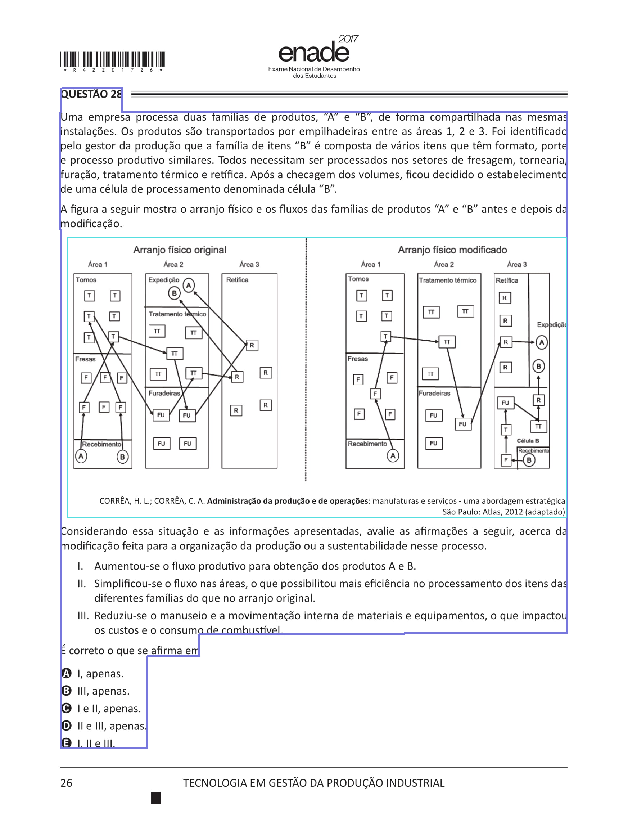 2017
enade
Exame Nacional de Desempenho
dos Estudantes
*R4220172 6*
QUESTÃO 28
Uma empresa processa duas famílias de produtos, “A” e “B”, de forma compartilhada nas mesmas
instalações. Os produtos são transportados por empilhadeiras entre as áreas 1, 2 e 3. Foi identificado
pelo gestor da produção que a família de itens “B” é composta de vários itens que têm formato, porte
e processo produtivo similares. Todos necessitam ser processados nos setores de fresagem, tornearia,
furação, tratamento térmico e retífica. Após a checagem dos volumes, ficou decidido o estabelecimento
de uma célula de processamento denominada célula “B”.
A figura a seguir mostra o arranjo físico e os fluxos das famílias de produtos “A” e “B” antes e depois da
modificação.
Arranjo físico original
Área 1 Área 2 Área 3
Tornos Expedição Retífica
A
B
T T
Tratamento térmico
T T
TT TT
T T
TT
R
Fresas
F F F
TT TT
R R
Furadeiras
F F F
FU FU
R R
Recebimento
FU FU
A B
Arranjo físico modificado
Área 1 Área 2 Área 3
Tornos Tratamento térmico Retífica
T T
R
TT TT
T T
R Expedição
T
TT
R A
Fresas
R B
F F
F
Furadeiras
FU R
F F
FU FU
T TT
Célula B
Recebimento
FU
Recebimento
A
F B
CORRÊA, H. L.; CORRÊA, C. A. Administração da produção e de operações: manufaturas e serviços - uma abordagem estratégica
São Paulo: Atlas, 2012 (adaptado)
Considerando essa situação e as informações apresentadas, avalie as afirmações a seguir, acerca da
modificação feita para a organização da produção ou a sustentabilidade nesse processo.
I. Aumentou-se o fluxo produtivo para obtenção dos produtos A e B.
II. Simplificou-se o fluxo nas áreas, o que possibilitou mais eficiência no processamento dos itens das
diferentes famílias do que no arranjo original.
III. Reduziu-se o manuseio e a movimentação interna de materiais e equipamentos, o que impactou
os custos e o consumo de combustível.
É correto o que se afirma em
A I, apenas.
B III, apenas.
C I e II, apenas.
D II e III, apenas.
E I, II e III.
26
TECNOLOGIA EM GESTÃO DA PRODUÇÃO INDUSTRIAL